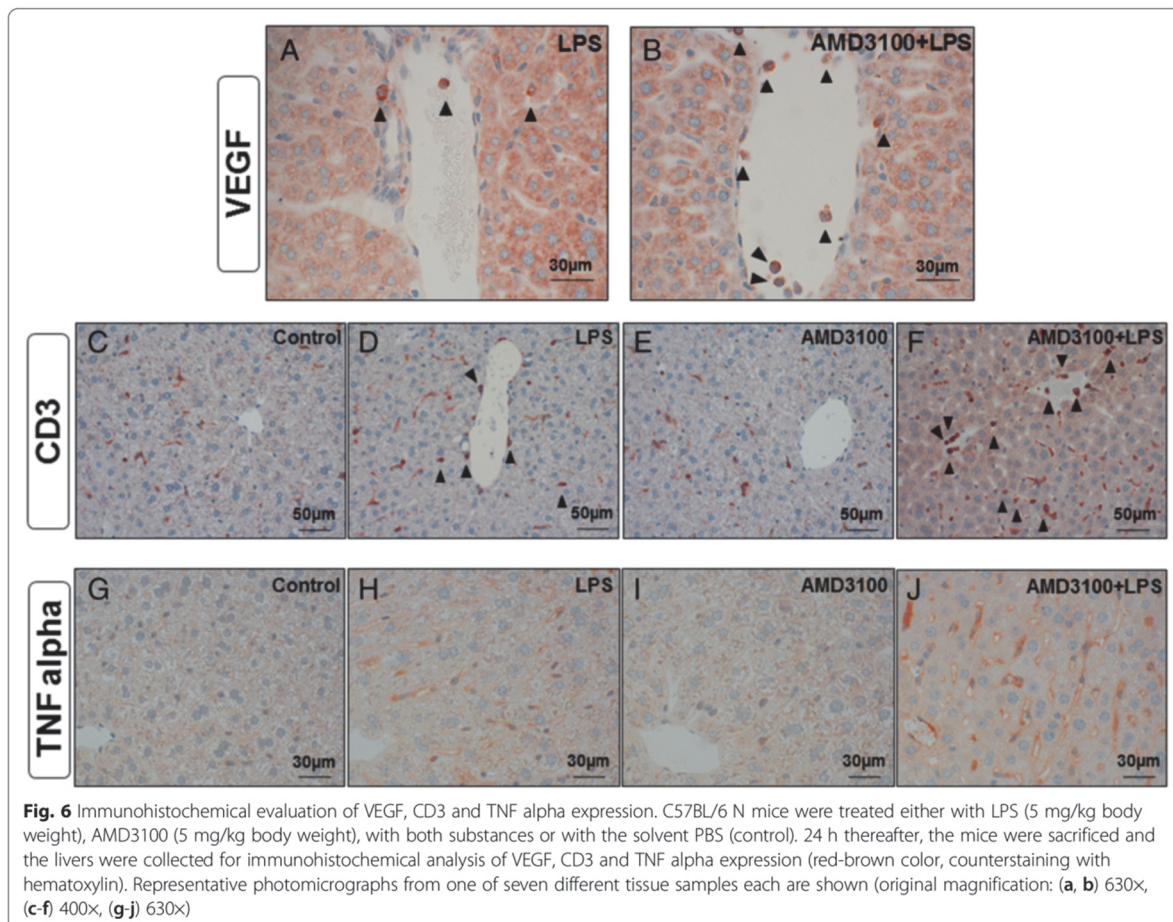 VEGF
A
LPS
30µm
B
AMD3100+LPS
30µm
CD3
C
Control
50µm
D
LPS
50µm
E
AMD3100
50µm
F
AMD3100+LPS
50µm
TNF alpha
G
Control
30µm
H
LPS
30µm
I
AMD3100
30µm
J
AMD3100+LPS
30µm
Fig. 6 Immunohistochemical evaluation of VEGF, CD3 and TNF alpha expression. C57BL/6 N mice were treated either with LPS (5 mg/kg body
weight), AMD3100 (5 mg/kg body weight), with both substances or with the solvent PBS (control). 24 h thereafter, the mice were sacrificed and
the livers were collected for immunohistochemical analysis of VEGF, CD3 and TNF alpha expression (red-brown color, counterstaining with
hematoxylin). Representative photomicrographs from one of seven different tissue samples each are shown (original magnification: (a, b) 630×,
(c-f) 400×, (g-j) 630×)